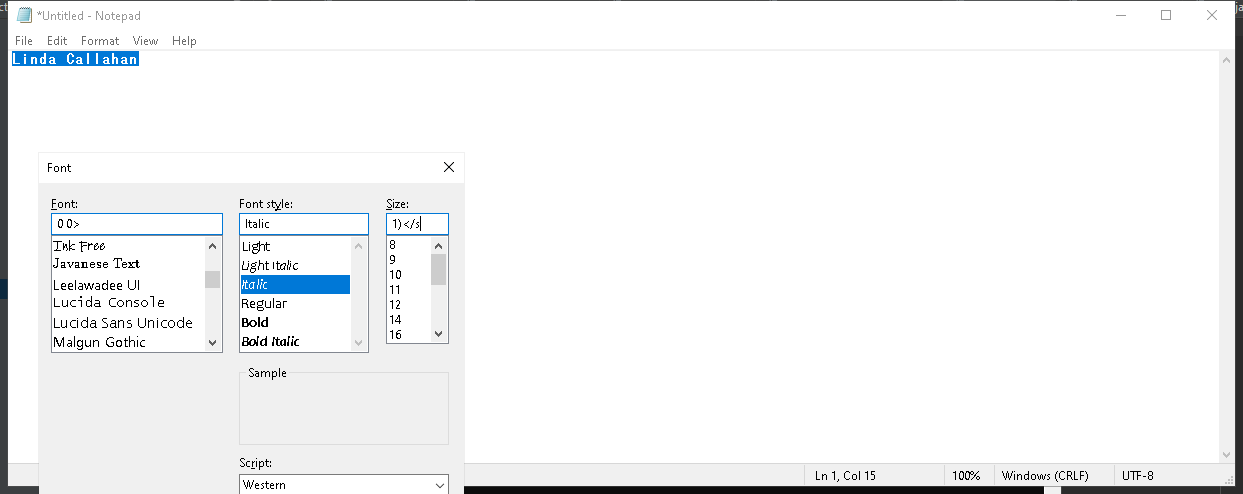 *Untitled - Notepad
File Edit Format View Help
Linda Callahan
Font
Font: Font style: Size:
0 0> Italic 1) </s
Ink Free Light 8
Javanese Text Light Italic 9
Leelawadee UI Italic 10
Lucida Console Regular 11
Lucida Sans Unicode Bold 12
Malgun Gothic Bold Italic 14
16
Sample
Script:
Western
Ln 1, Col 15 100% Windows (CRLF) UTF-8